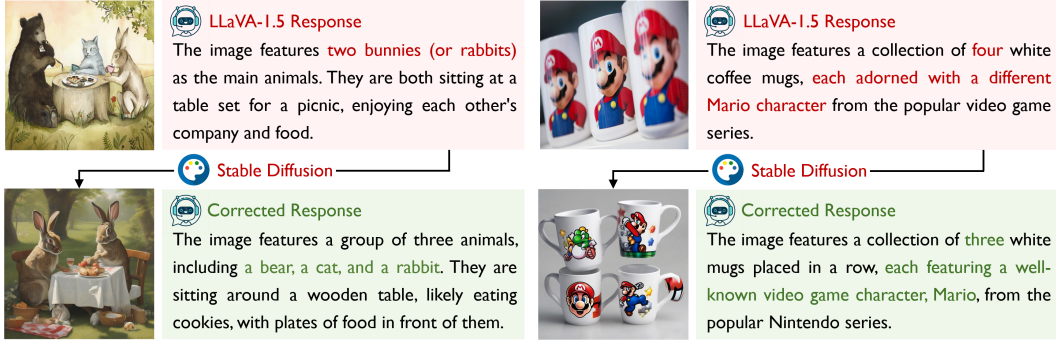 LLaVA-1.5 Response
The image features two bunnies (or rabbits)
as the main animals. They are both sitting at a
table set for a picnic, enjoying each other's
company and food.
Stable Diffusion
Corrected Response
The image features a group of three animals,
including a bear, a cat, and a rabbit. They are
sitting around a wooden table, likely eating
cookies, with plates of food in front of them.
LLaVA-1.5 Response
The image features a collection of four white
coffee mugs, each adorned with a different
Mario character from the popular video game
series.
Stable Diffusion
Corrected Response
The image features a collection of three white
mugs placed in a row, each featuring a well-
known video game character, Mario, from the
popular Nintendo series.